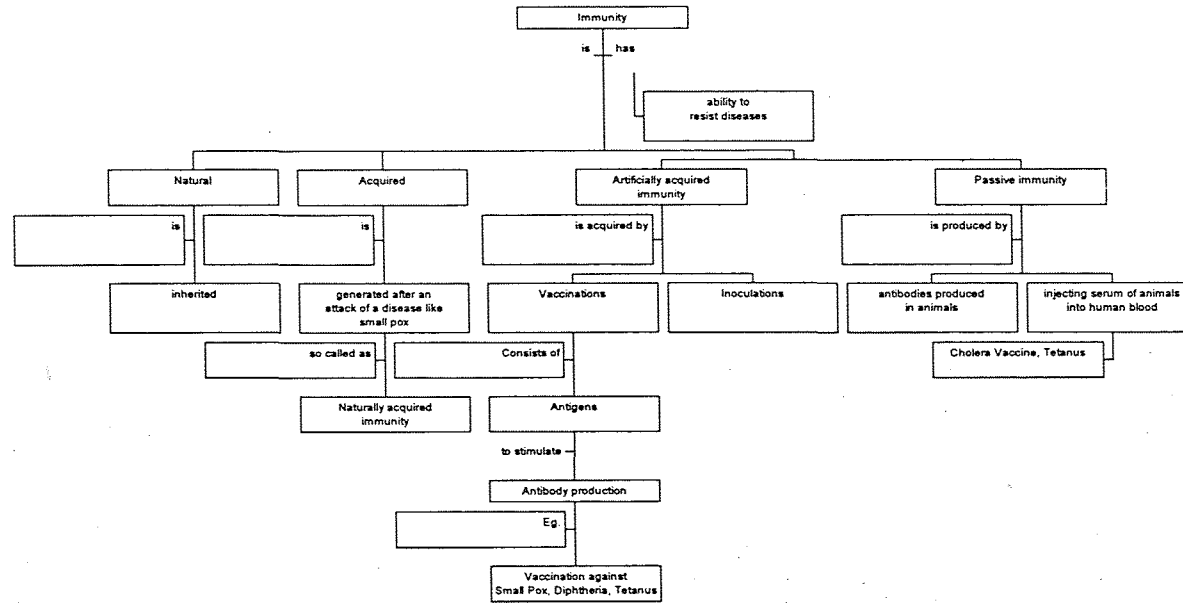 Immunity
is has
ability to
resist diseases
Natural
Acquired
Artificially acquired
immunity
Passive immunity
is
is
is acquired by
is produced by
inherited
generated after an
attack of a disease like
small pox
Vaccinations
Inoculations
antibodies produced
in animals
injecting serum of animals
into human blood
so called as
Consists of
Cholera Vaccine, Tetanus
Naturally acquired
immunity
Antigens
to stimulate
Antibody production
Eg.
Vaccination against
Small Pox, Diphtheria, Tetanus